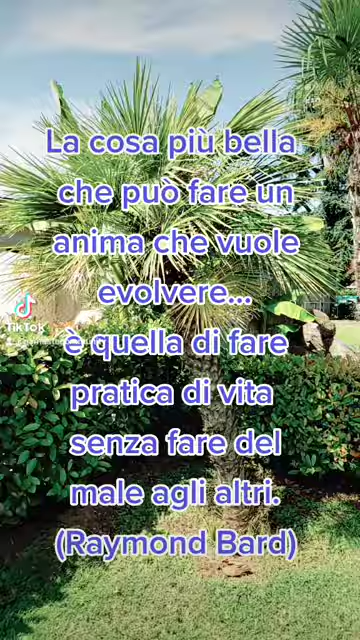 La cosa più bella
che può fare un
anima che vuole
evolvere...
è quella di fare
pratica di vita
senza fare del
male agli altri.
(Raymond Bard)
TikTok